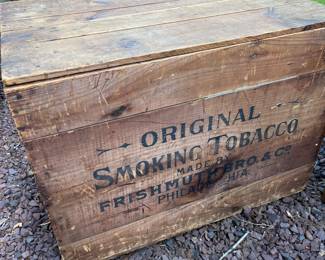 ORIGINAL
SMOKING TOBACCO
MADE BY
FRISHMUTH BRO. & CO
PHILADELPHIA